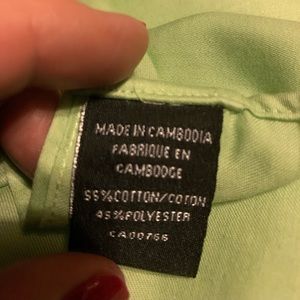 MADE IN CAMBODIA
FABRIQUE EN
CAMBODGE
55%COTTON/COTON
45%POLYESTER
CA00766